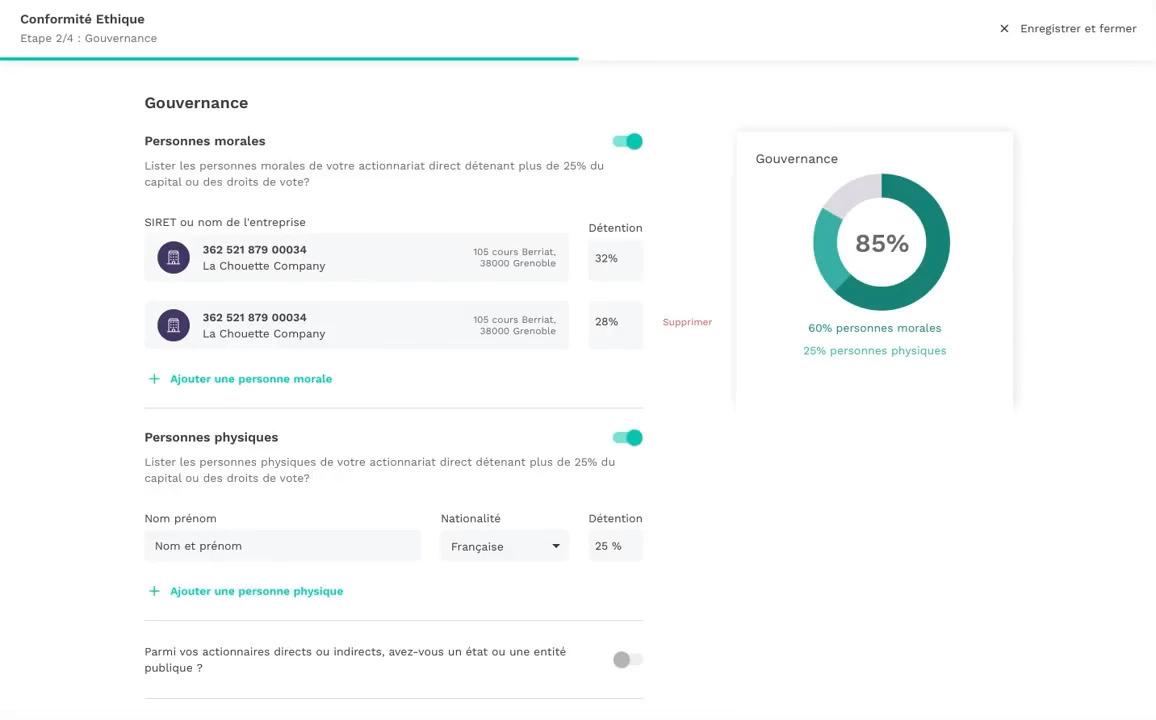 Conformité Ethique
Etape 2/4 : Gouvernance
Enregistrer et fermer
Gouvernance
Personnes morales
Lister les personnes morales de votre actionnariat direct détenant plus de 25% du
capital ou des droits de vote?
SIRET ou nom de l'entreprise
Détention
362 521 879 00034
La Chouette Company
105 cours Berriat,
38000 Grenoble
32%
362 521 879 00034
La Chouette Company
105 cours Berriat,
38000 Grenoble
28%
Supprimer
Ajouter une personne morale
Personnes physiques
Lister les personnes physiques de votre actionnariat direct détenant plus de 25% du
capital ou des droits de vote?
Nom prénom
Nationalité
Détention
Nom et prénom
Française
25 %
Ajouter une personne physique
Parmi vos actionnaires directs ou indirects, avez-vous un état ou une entité
publique ?
Gouvernance
85%
60% personnes morales
25% personnes physiques